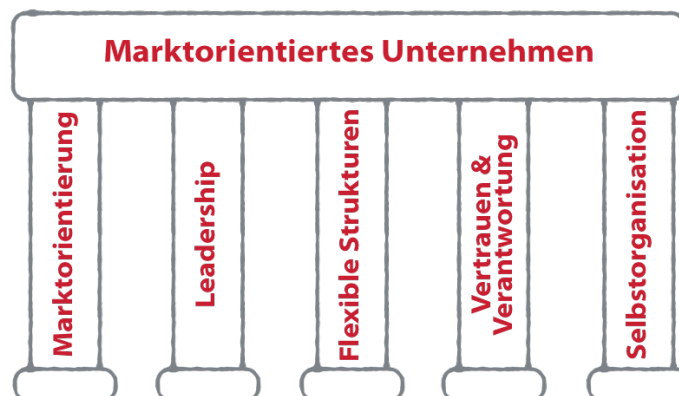 Marktorientiertes Unternehmen
Marktorientierung
Leadership
Flexible Strukturen
Vertrauen &
Verantwortung
Selbstorganisation